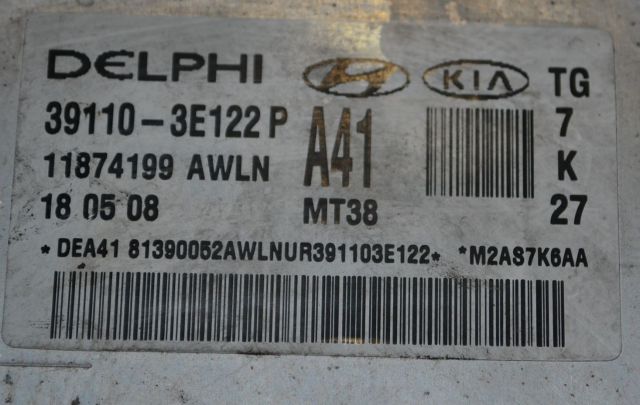 DELPHI KIA TG
39110-3E122 P A41 7
11874199 AWLN K
18 05 08 MT38 27
* DEA41 81390052AWLNUR391103E122* *M2AS7K6AA